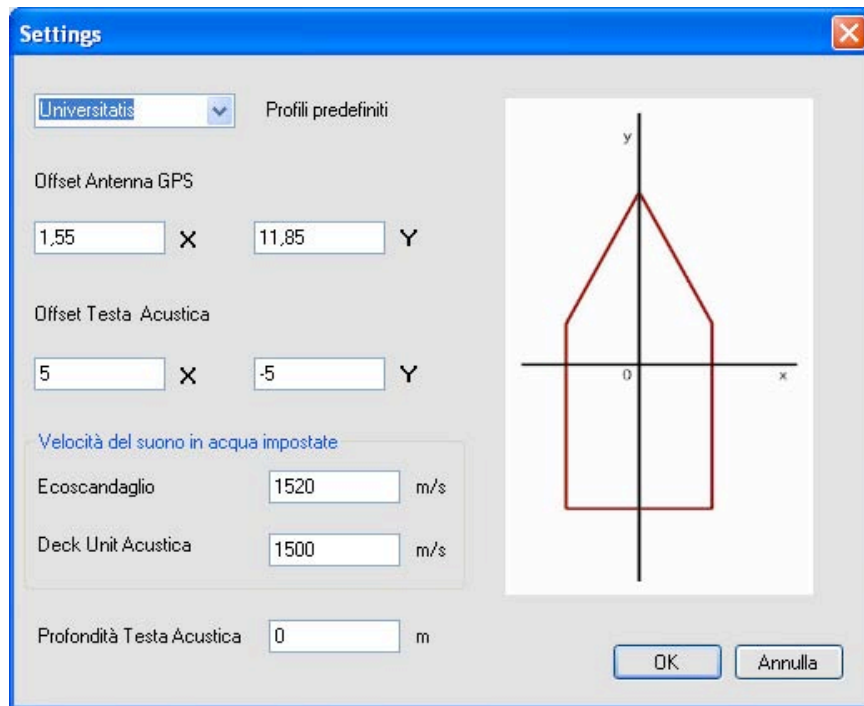 Settings
Universitatis Profili predefiniti
Offset Antenna GPS
1,55 X 11,85 Y
Offset Testa Acustica
5 X -5 Y
Velocità del suono in acqua impostate
Ecoscandaglio 1520 m/s
Deck Unit Acustica 1500 m/s
Profondità Testa Acustica 0 m
y
0 x
OK Annulla